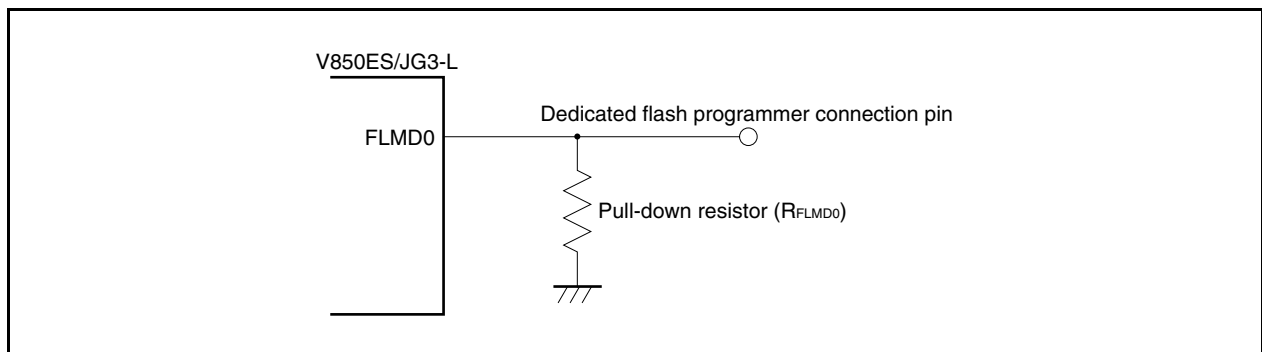 V850ES/JG3-L
Dedicated flash programmer connection pin
FLMD0
Pull-down resistor (RFLMD0)